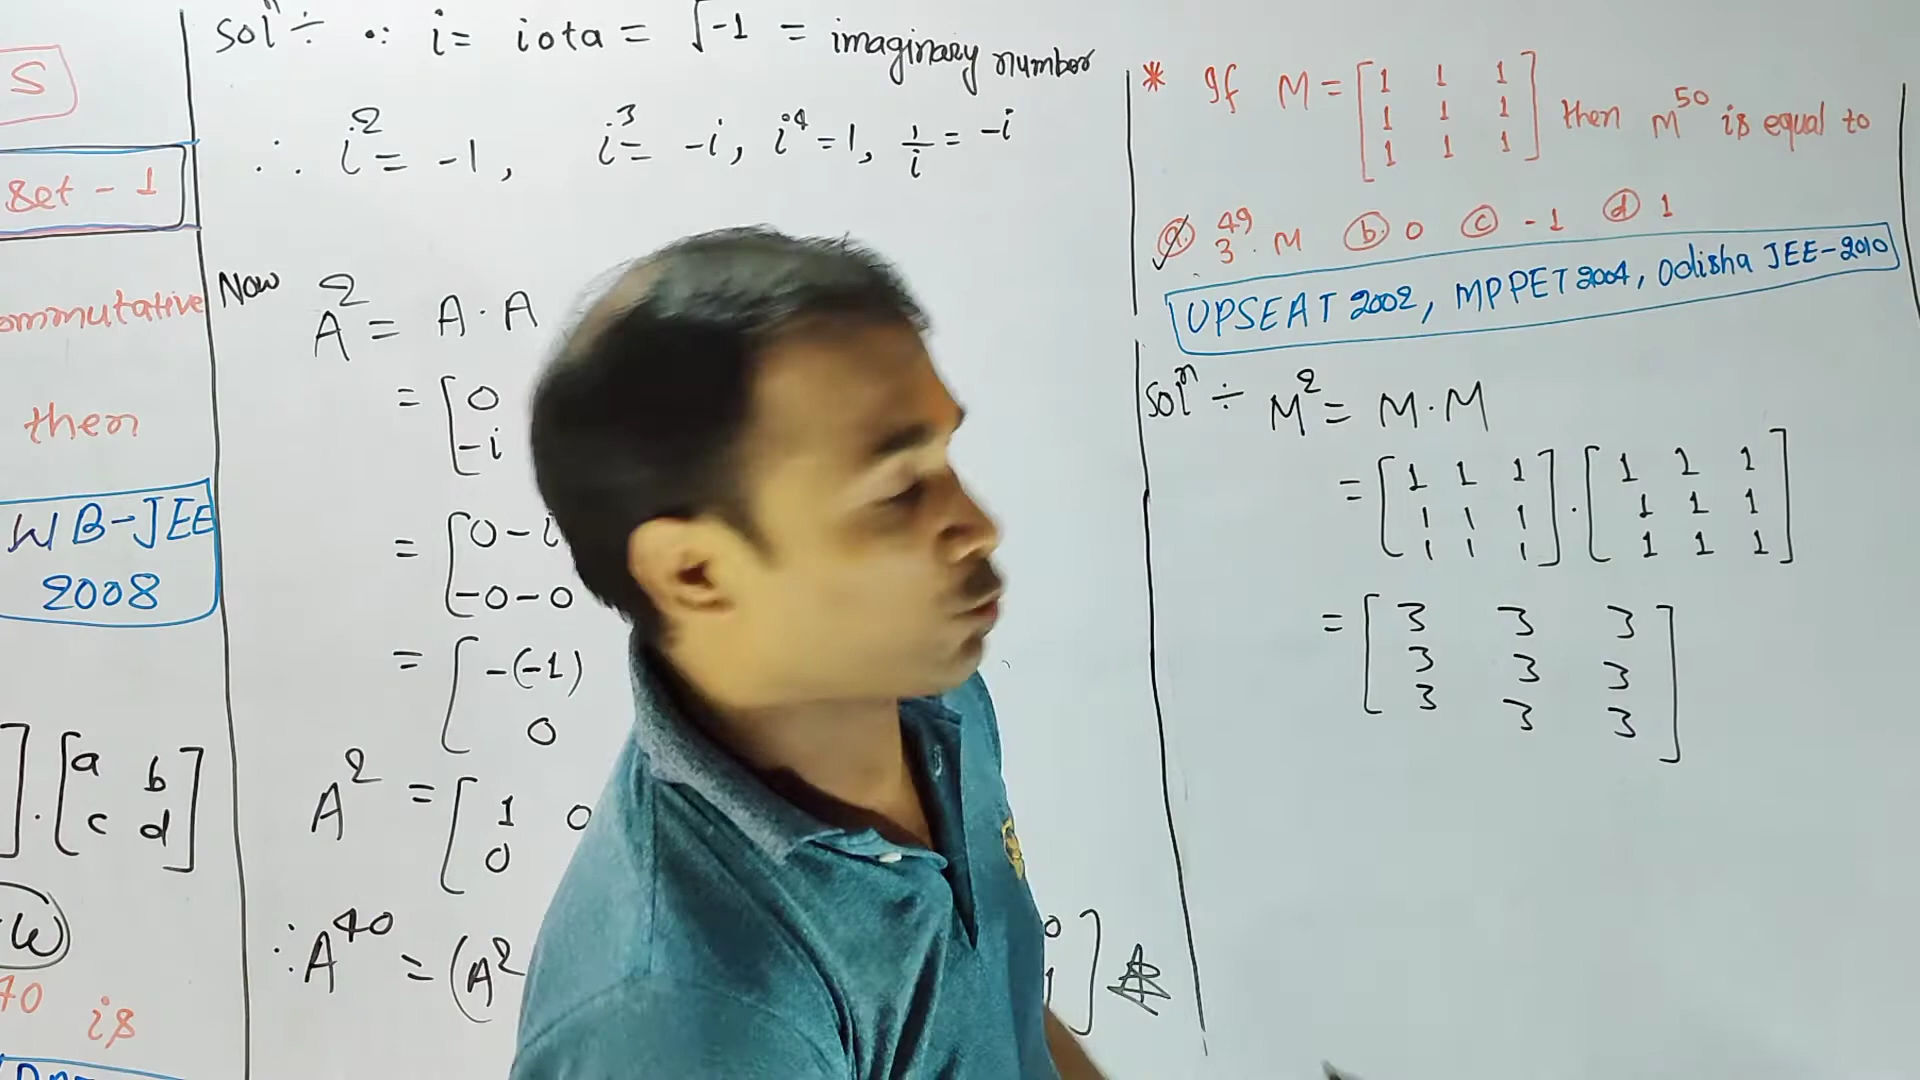 S
Set - 1
ommutative
then
WB-JEE
2008
].[a b
c d]
40 is
Solⁿ ÷ ∵ i = iota = √-1 = imaginary number
∴ i² = -1, i³ = -i, i⁴ = 1, 1/i = -i
Now A² = A·A
= [0
-i
= [0-i
-0-0
= [-(-1)
0
A² = [1 0
0
∴ A⁴⁰ = (A²
0
1]
* If M = [1 1 1
1 1 1
1 1 1] then M⁵⁰ is equal to
ⓐ 3⁴⁹·M ⓑ 0 ⓒ -1 ⓓ 1
UPSEAT 2002, MPPET 2004, Odisha JEE-2010
Solⁿ ÷ M² = M·M
= [1 1 1
1 1 1
1 1 1].[1 1 1
1 1 1
1 1 1]
= [3 3 3
3 3 3
3 3 3]